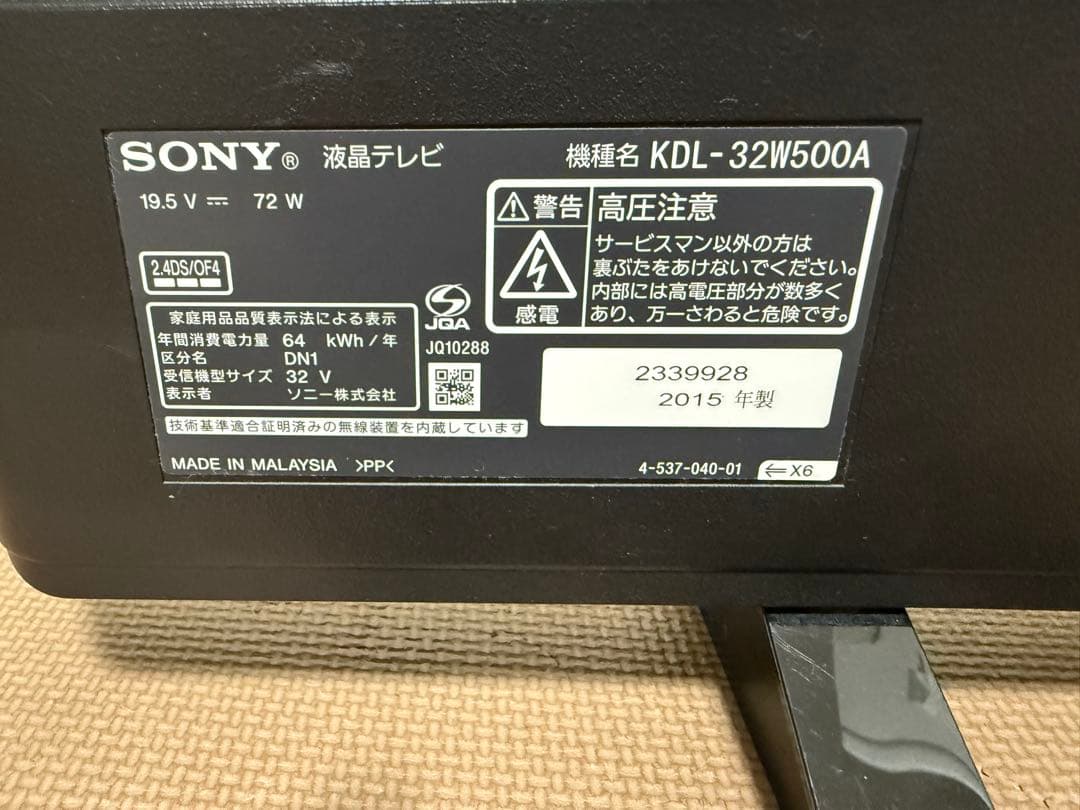 SONY® 液晶テレビ 機種名 KDL-32W500A
19.5 V ⎓ 72 W
警告 高圧注意
サービスマン以外の方は
裏ぶたをあけないでください。
内部には高電圧部分が数多く
あり、万一さわると危険です。
感電
2.4DS/OF4
家庭用品品質表示法による表示
年間消費電力量 64 kWh/年
区分名 DN1
受信機型サイズ 32 V
表示者 ソニー株式会社
JQA
JQ10288
2339928
2015 年製
技術基準適合証明済みの無線装置を内蔵しています
MADE IN MALAYSIA >PP<
4-537-040-01 ⇐X6